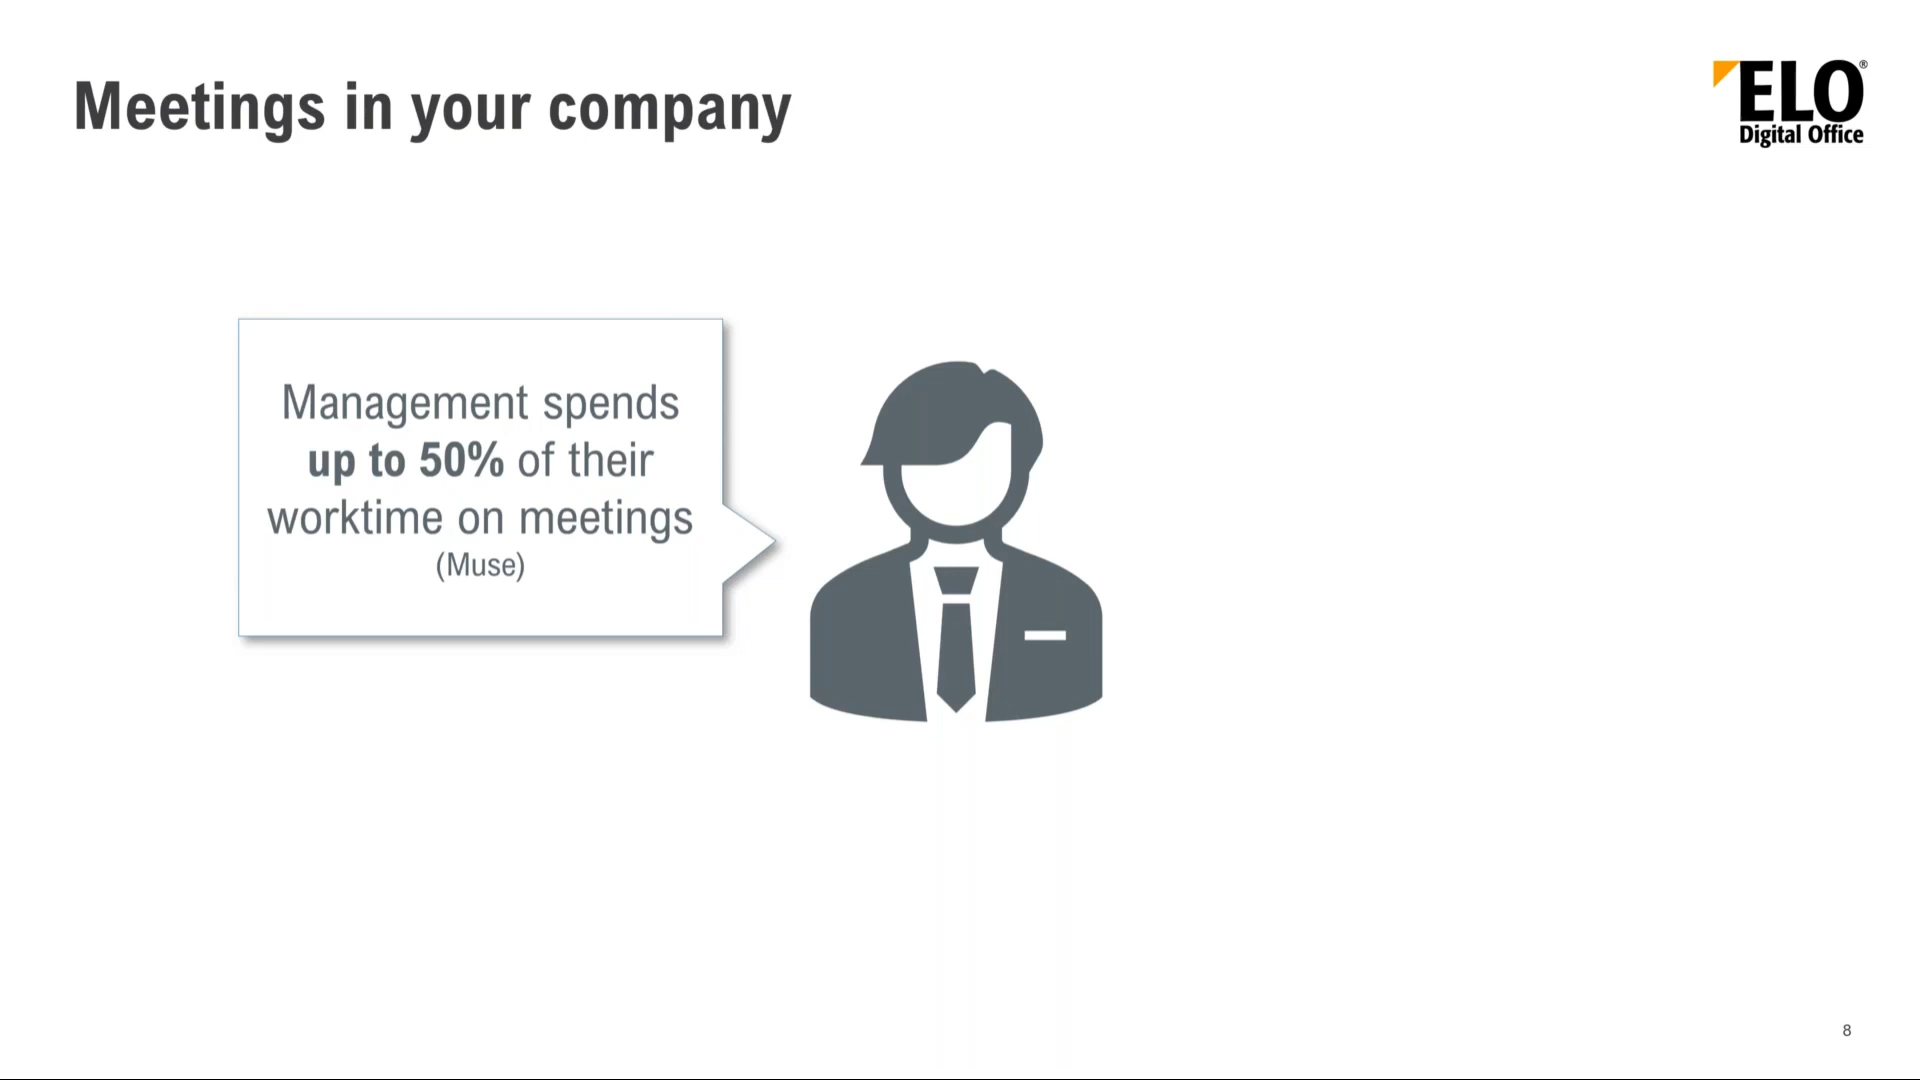 Meetings in your company
ELO®
Digital Office
Management spends
up to 50% of their
worktime on meetings
(Muse)
8